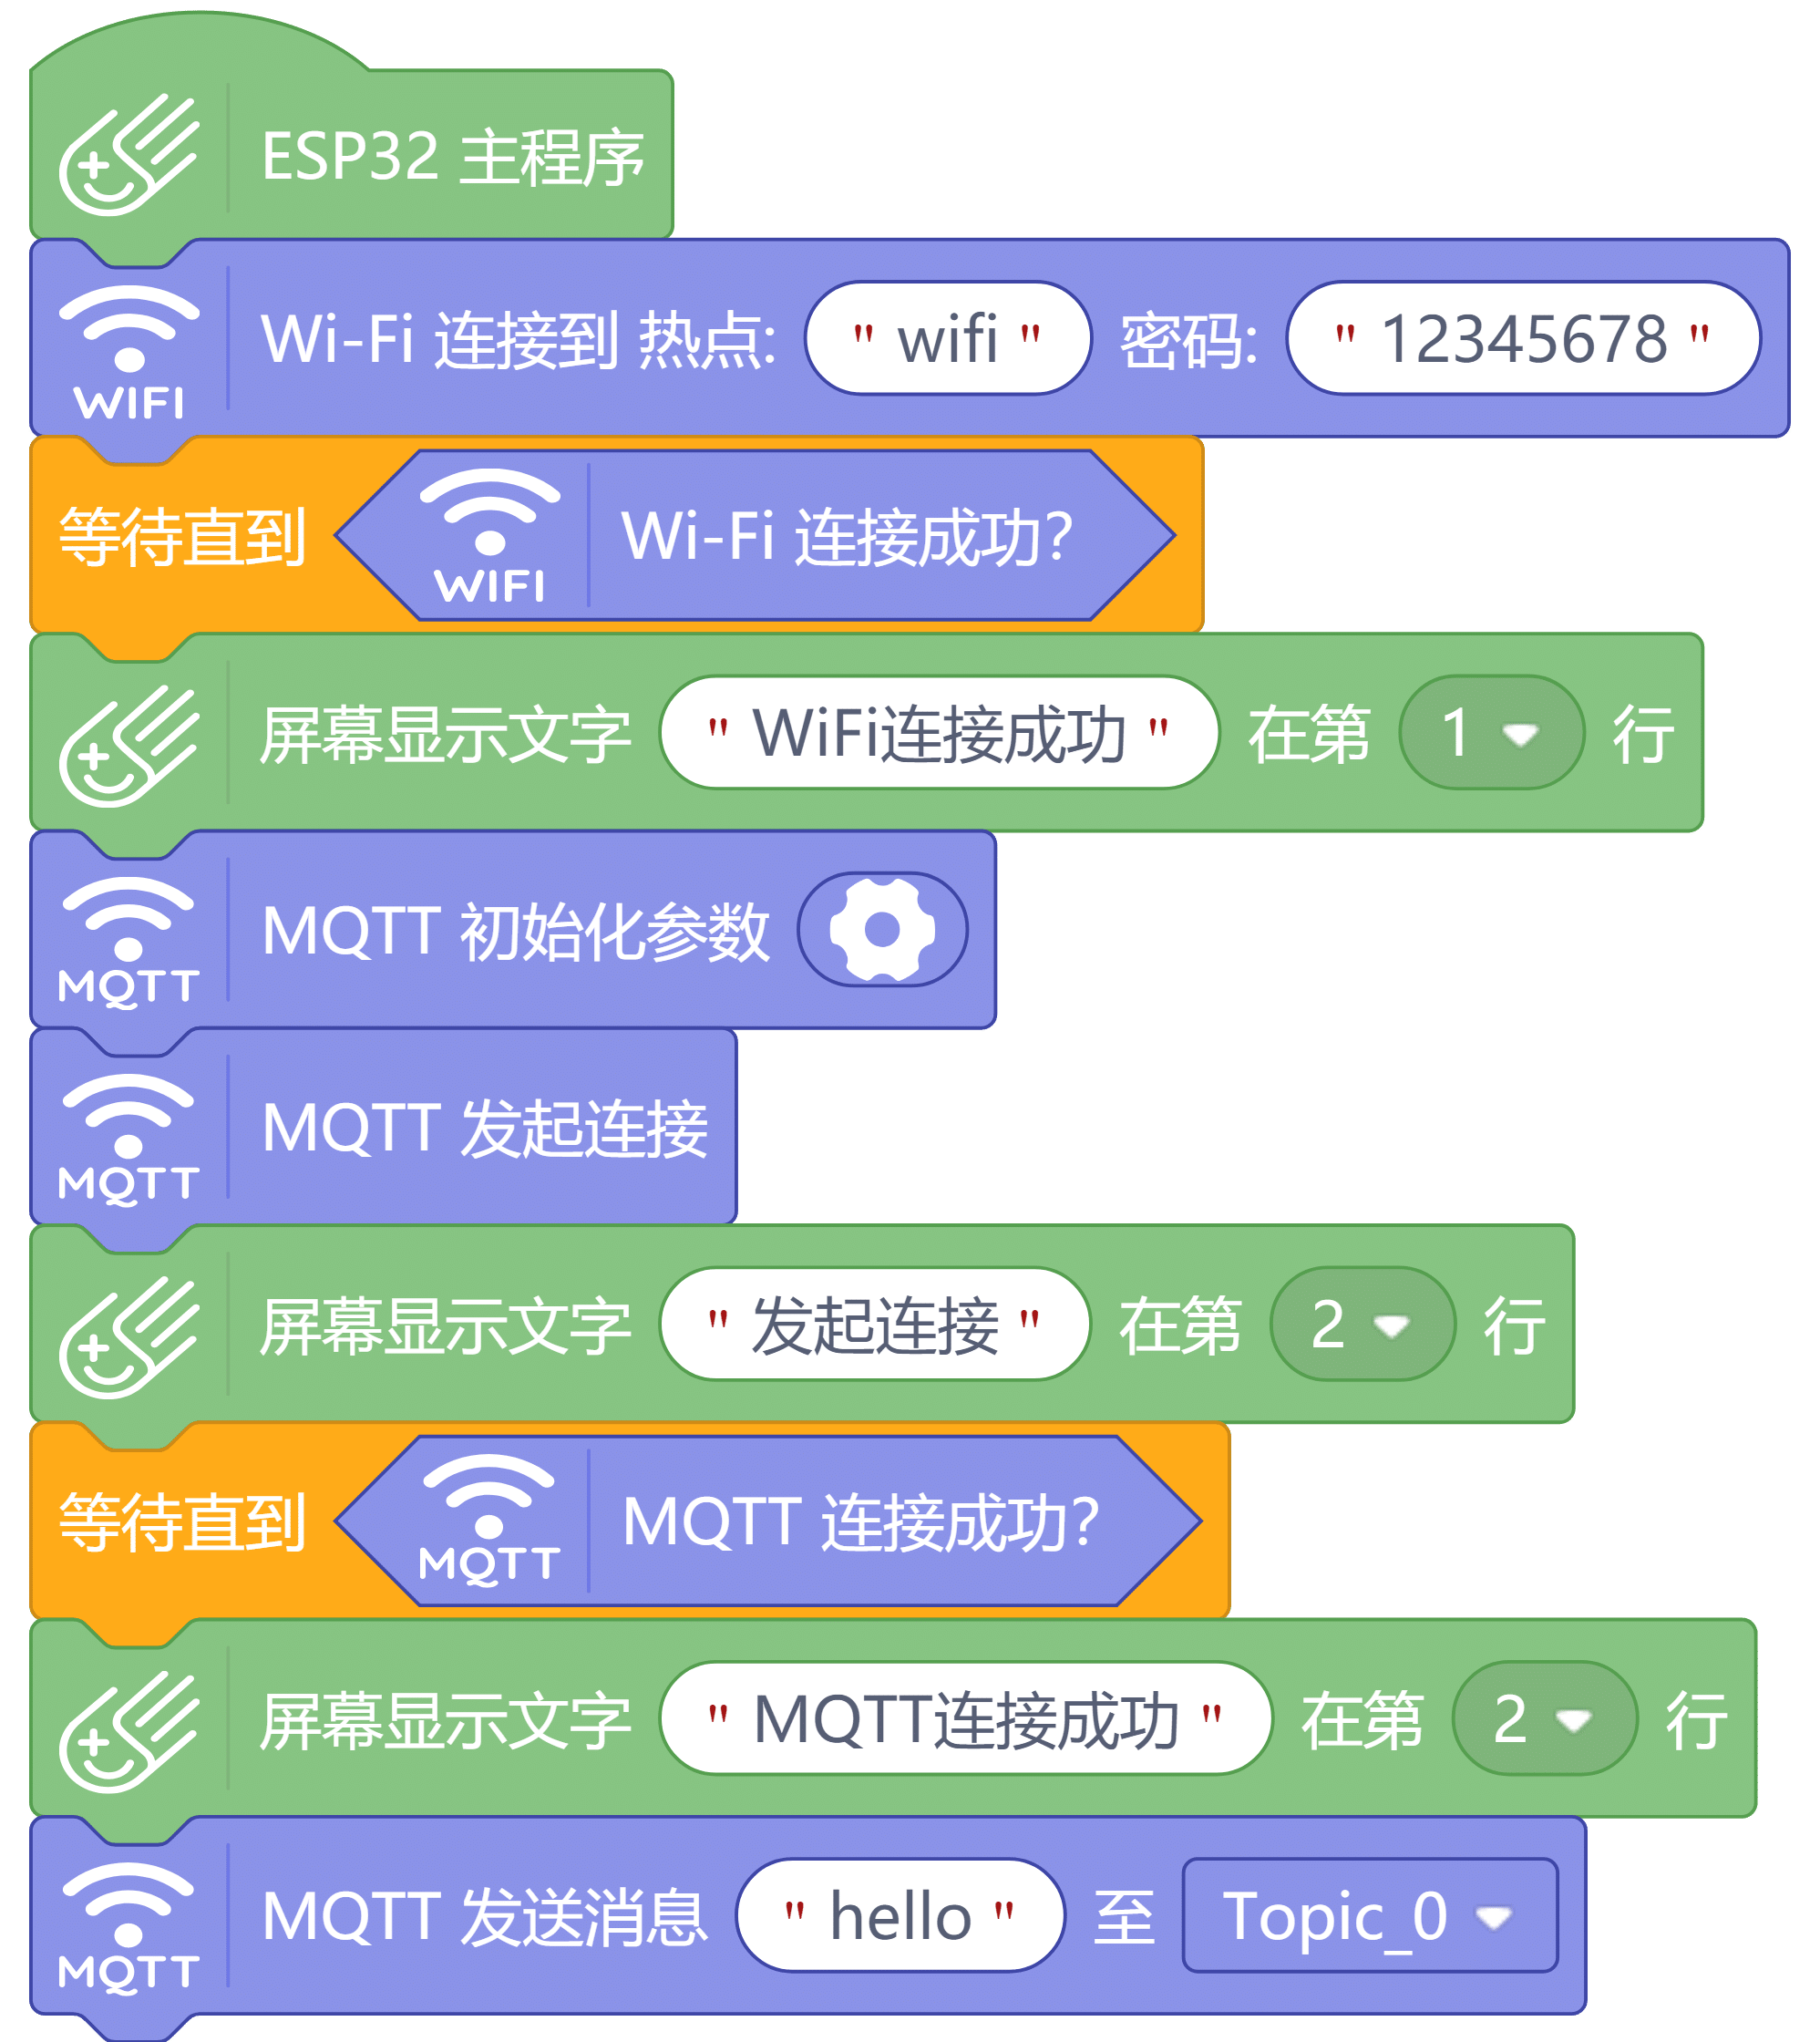 ESP32 主程序
WIFI Wi-Fi 连接到 热点: "wifi" 密码: "12345678"
等待直到 WIFI Wi-Fi 连接成功?
屏幕显示文字 "WiFi连接成功" 在第 1 行
MQTT MQTT 初始化参数
MQTT MQTT 发起连接
屏幕显示文字 "发起连接" 在第 2 行
等待直到 MQTT MQTT 连接成功?
屏幕显示文字 "MQTT连接成功" 在第 2 行
MQTT MQTT 发送消息 "hello" 至 Topic_0